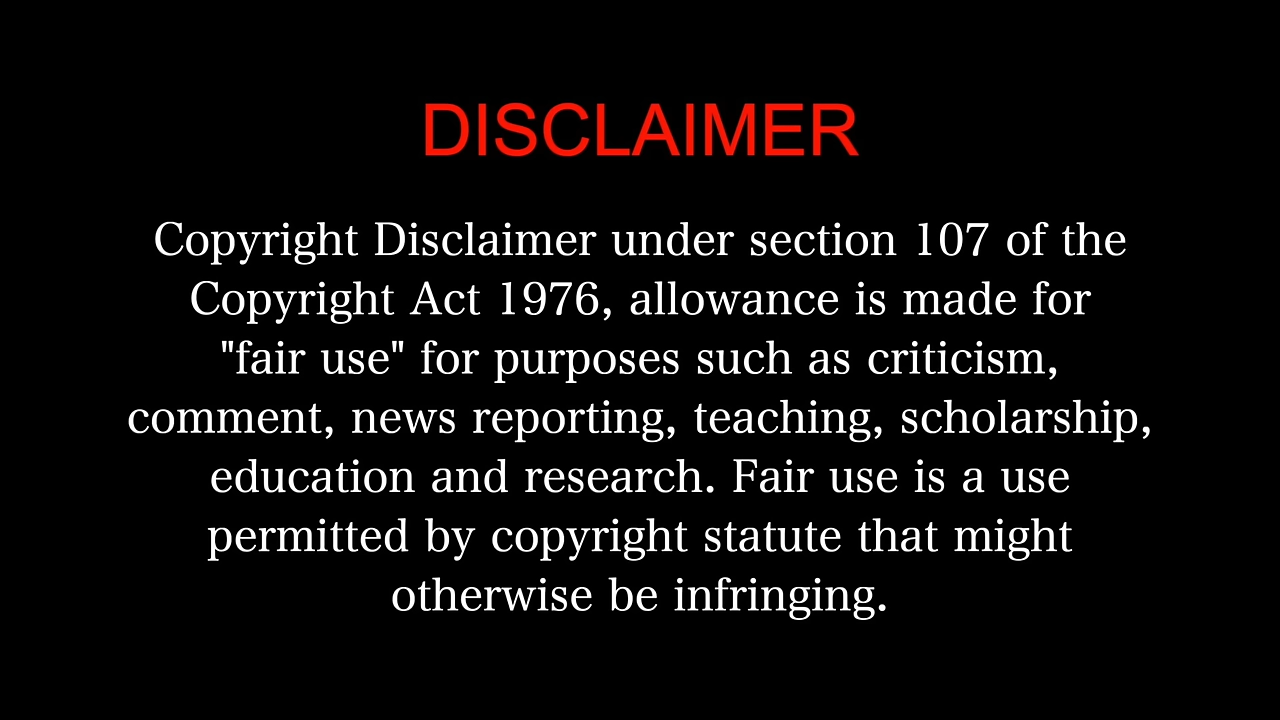 DISCLAIMER
Copyright Disclaimer under section 107 of the
Copyright Act 1976, allowance is made for
"fair use" for purposes such as criticism,
comment, news reporting, teaching, scholarship,
education and research. Fair use is a use
permitted by copyright statute that might
otherwise be infringing.